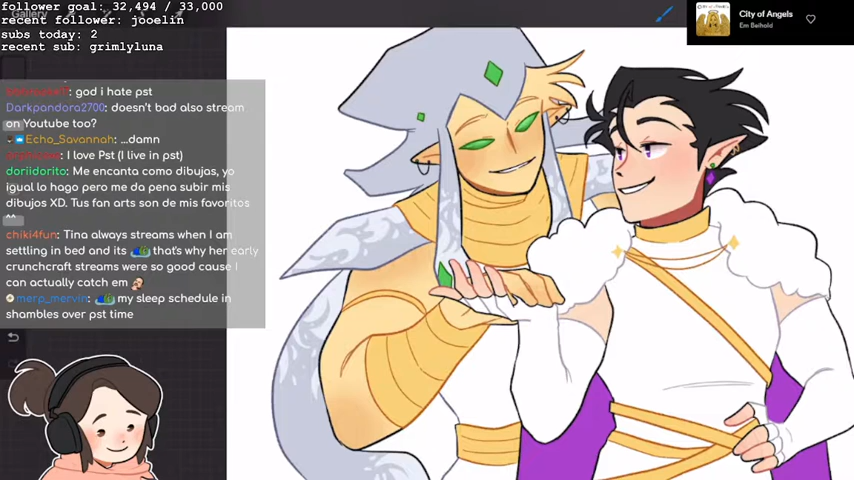 follower goal: 32,494 / 33,000
Gallery
recent follower: jooelin
subs today: 2
recent sub: grimlyluna
: god i hate pst
Darkpandora2700: doesn't bad also stream
on Youtube too?
Echo_Savannah: ...damn
: I love Pst (I live in pst)
doriidorito: Me encanta como dibujas, yo
igual lo hago pero me da pena subir mis
dibujos XD. Tus fan arts son de mis favoritos
^^
chiki4fun: Tina always streams when I am
settling in bed and its that's why her early
crunchcraft streams were so good cause I
can actually catch em
merp_mervin: my sleep schedule in
shambles over pst time
City of Angels
Em Beihold